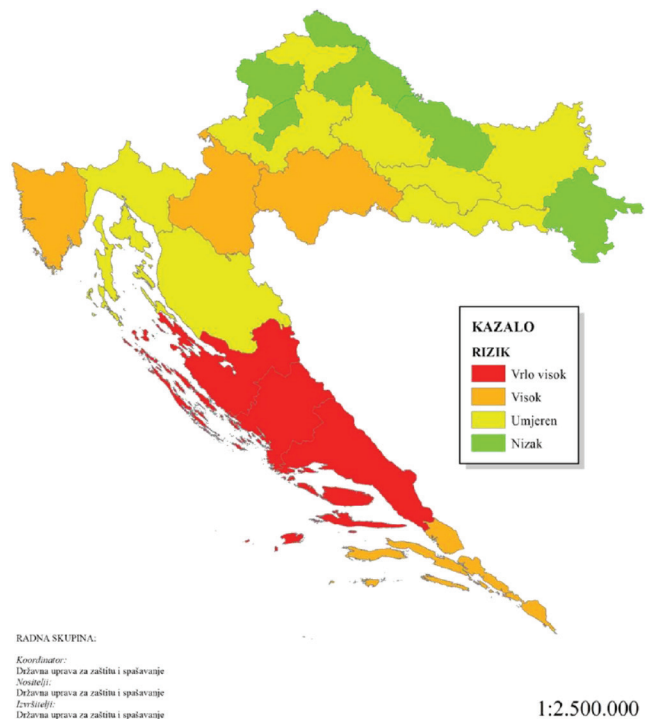 KAZALO
RIZIK
Vrlo visok
Visok
Umjeren
Nizak
RADNA SKUPINA:
Koordinator:
Državna uprava za zaštitu i spašavanje
Nositelji:
Državna uprava za zaštitu i spašavanje
Izvršitelji:
Državna uprava za zaštitu i spašavanje
1:2.500.000